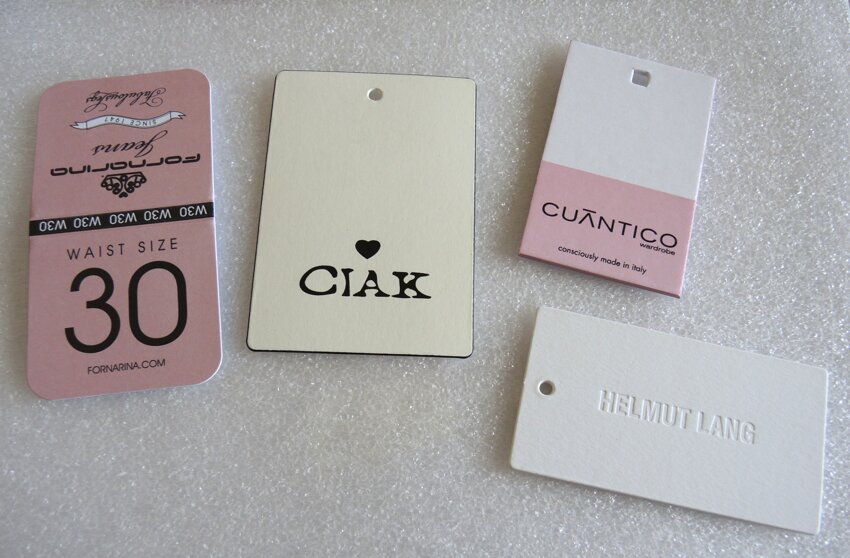 Fabulouslegs
SINCE 1947
Jeans
FORNARINA
W30 W30 W30 W30 W30
WAIST SIZE
30
FORNARINA.COM
CIAK
CUĀNTICO
wardrobe
consciously made in italy
HELMUT LANG